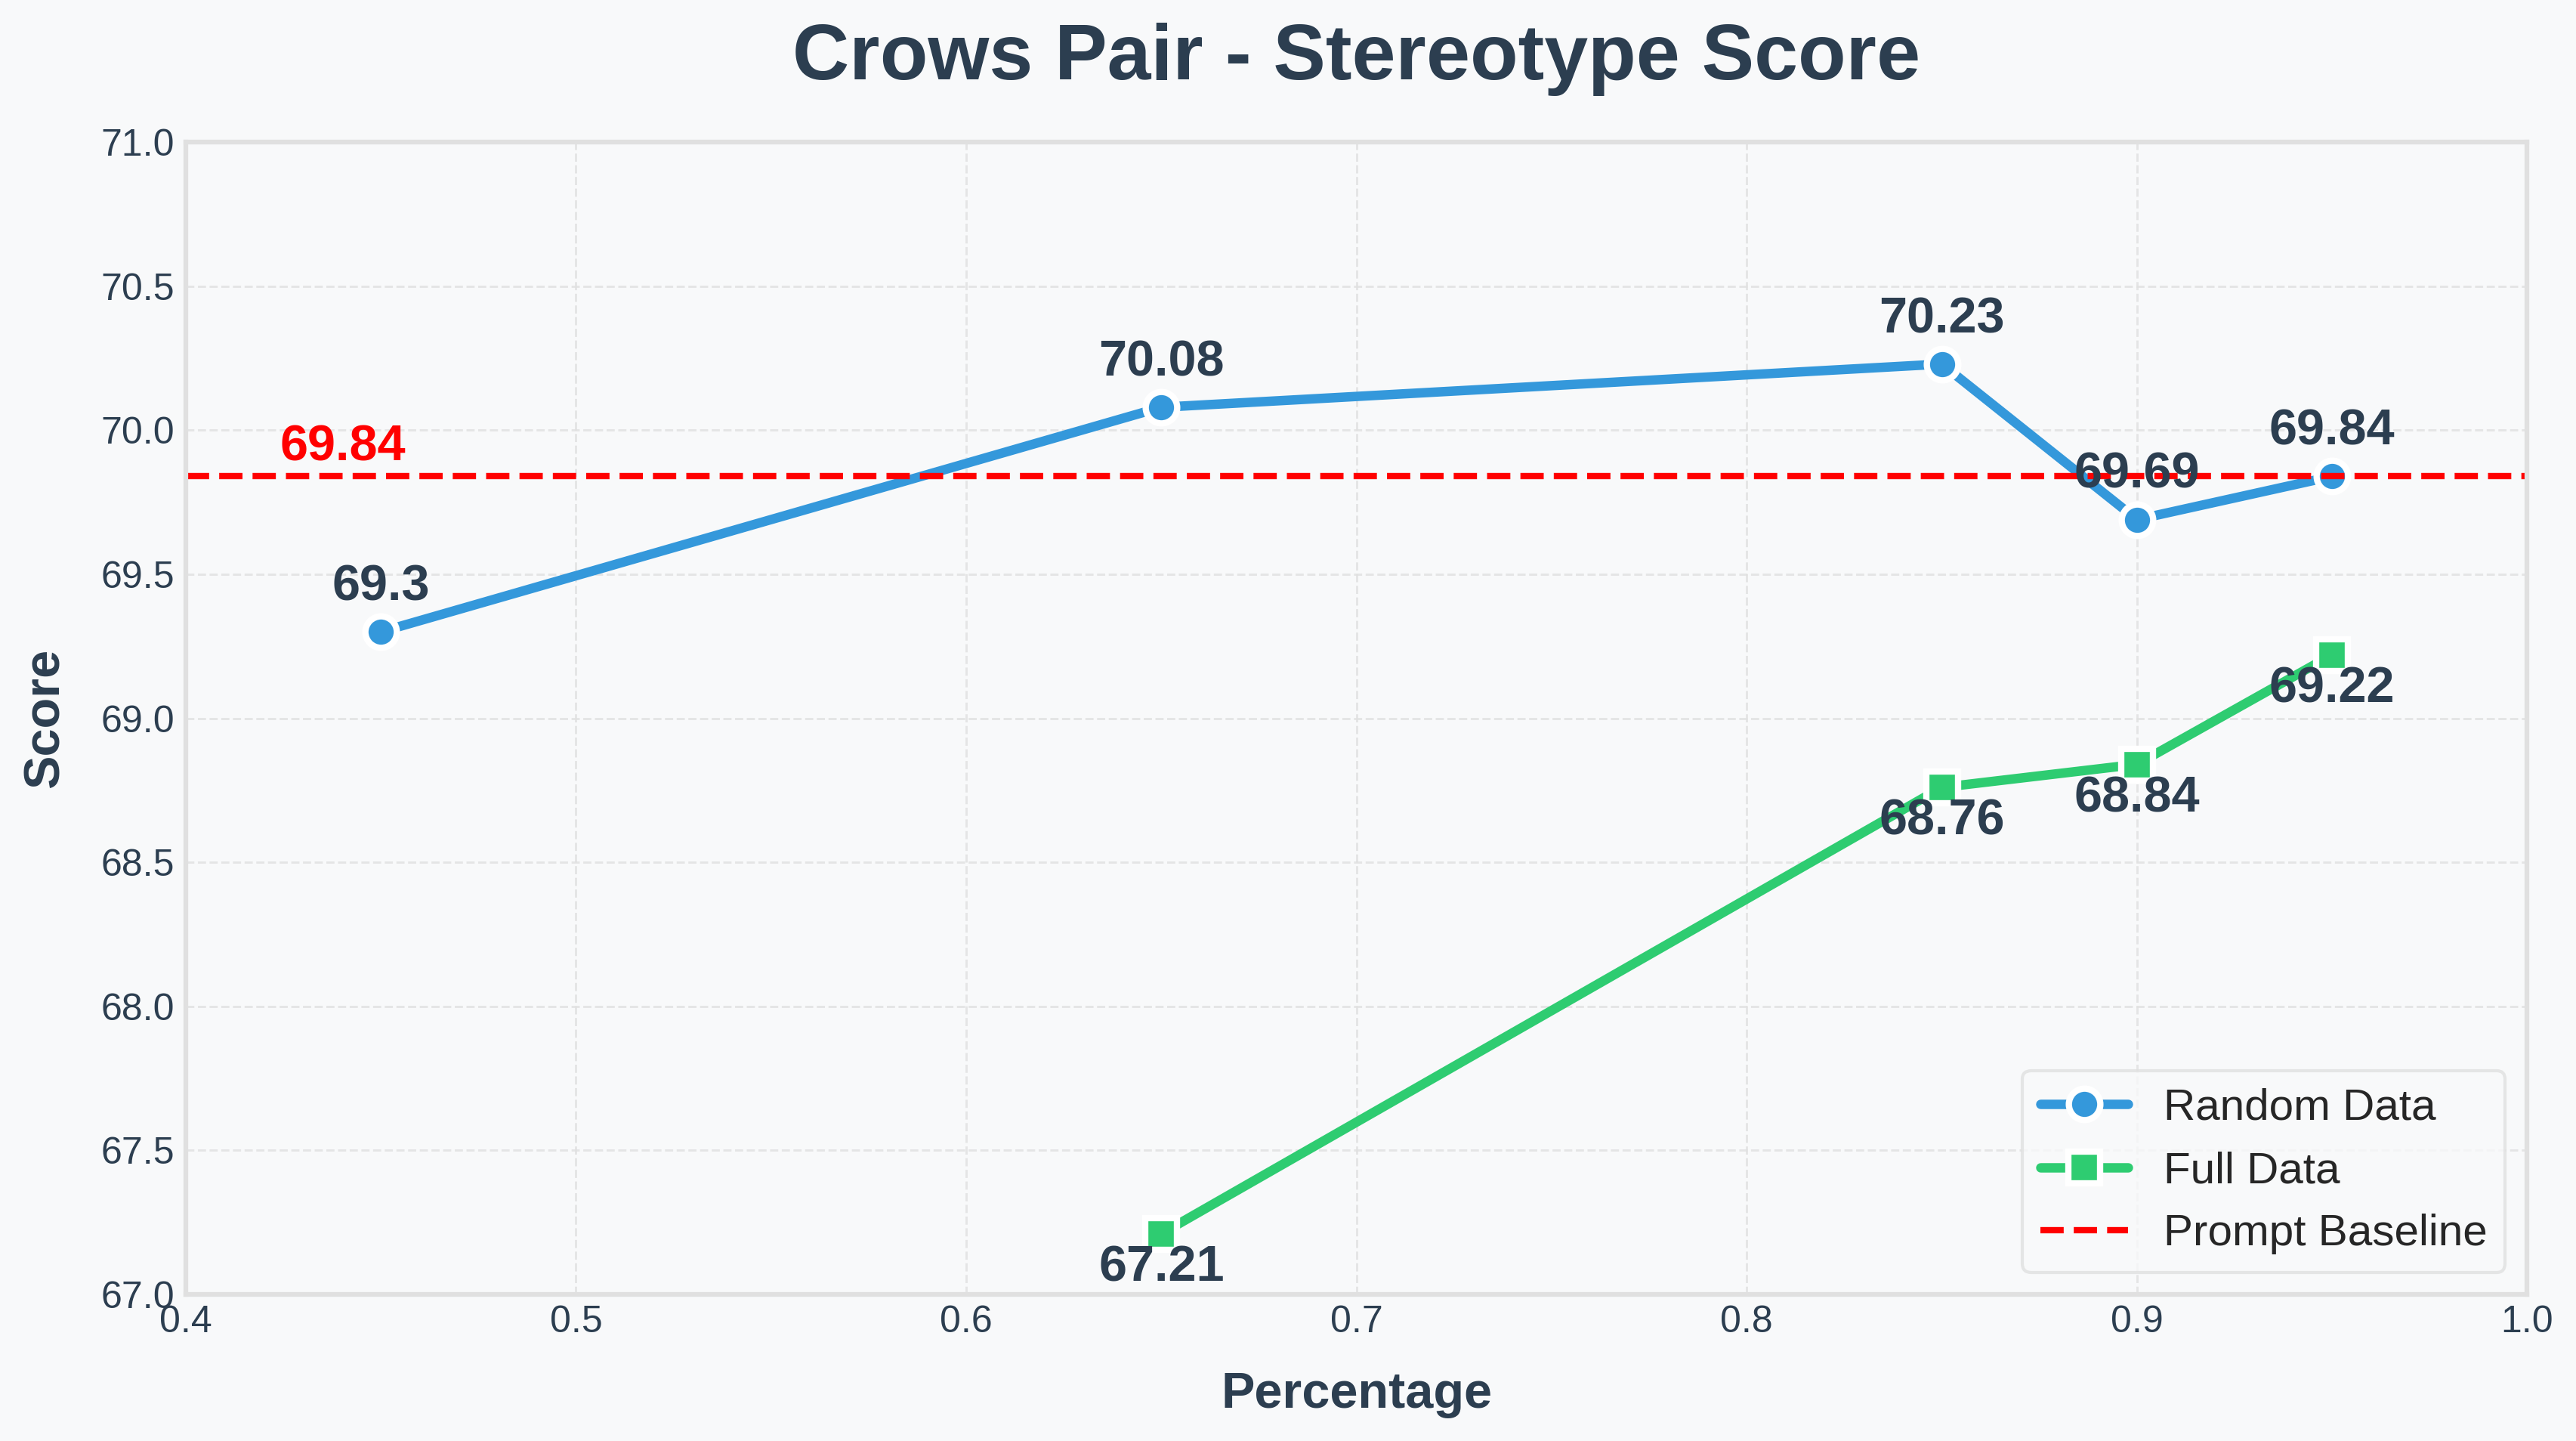 Crows Pair - Stereotype Score
71.0
70.5
70.0
69.5
69.0
68.5
68.0
67.5
67.0
Score
69.84
69.3
70.08
70.23
69.69
69.84
67.21
68.76
68.84
69.22
Random Data
Full Data
Prompt Baseline
0.4 0.5 0.6 0.7 0.8 0.9 1.0
Percentage